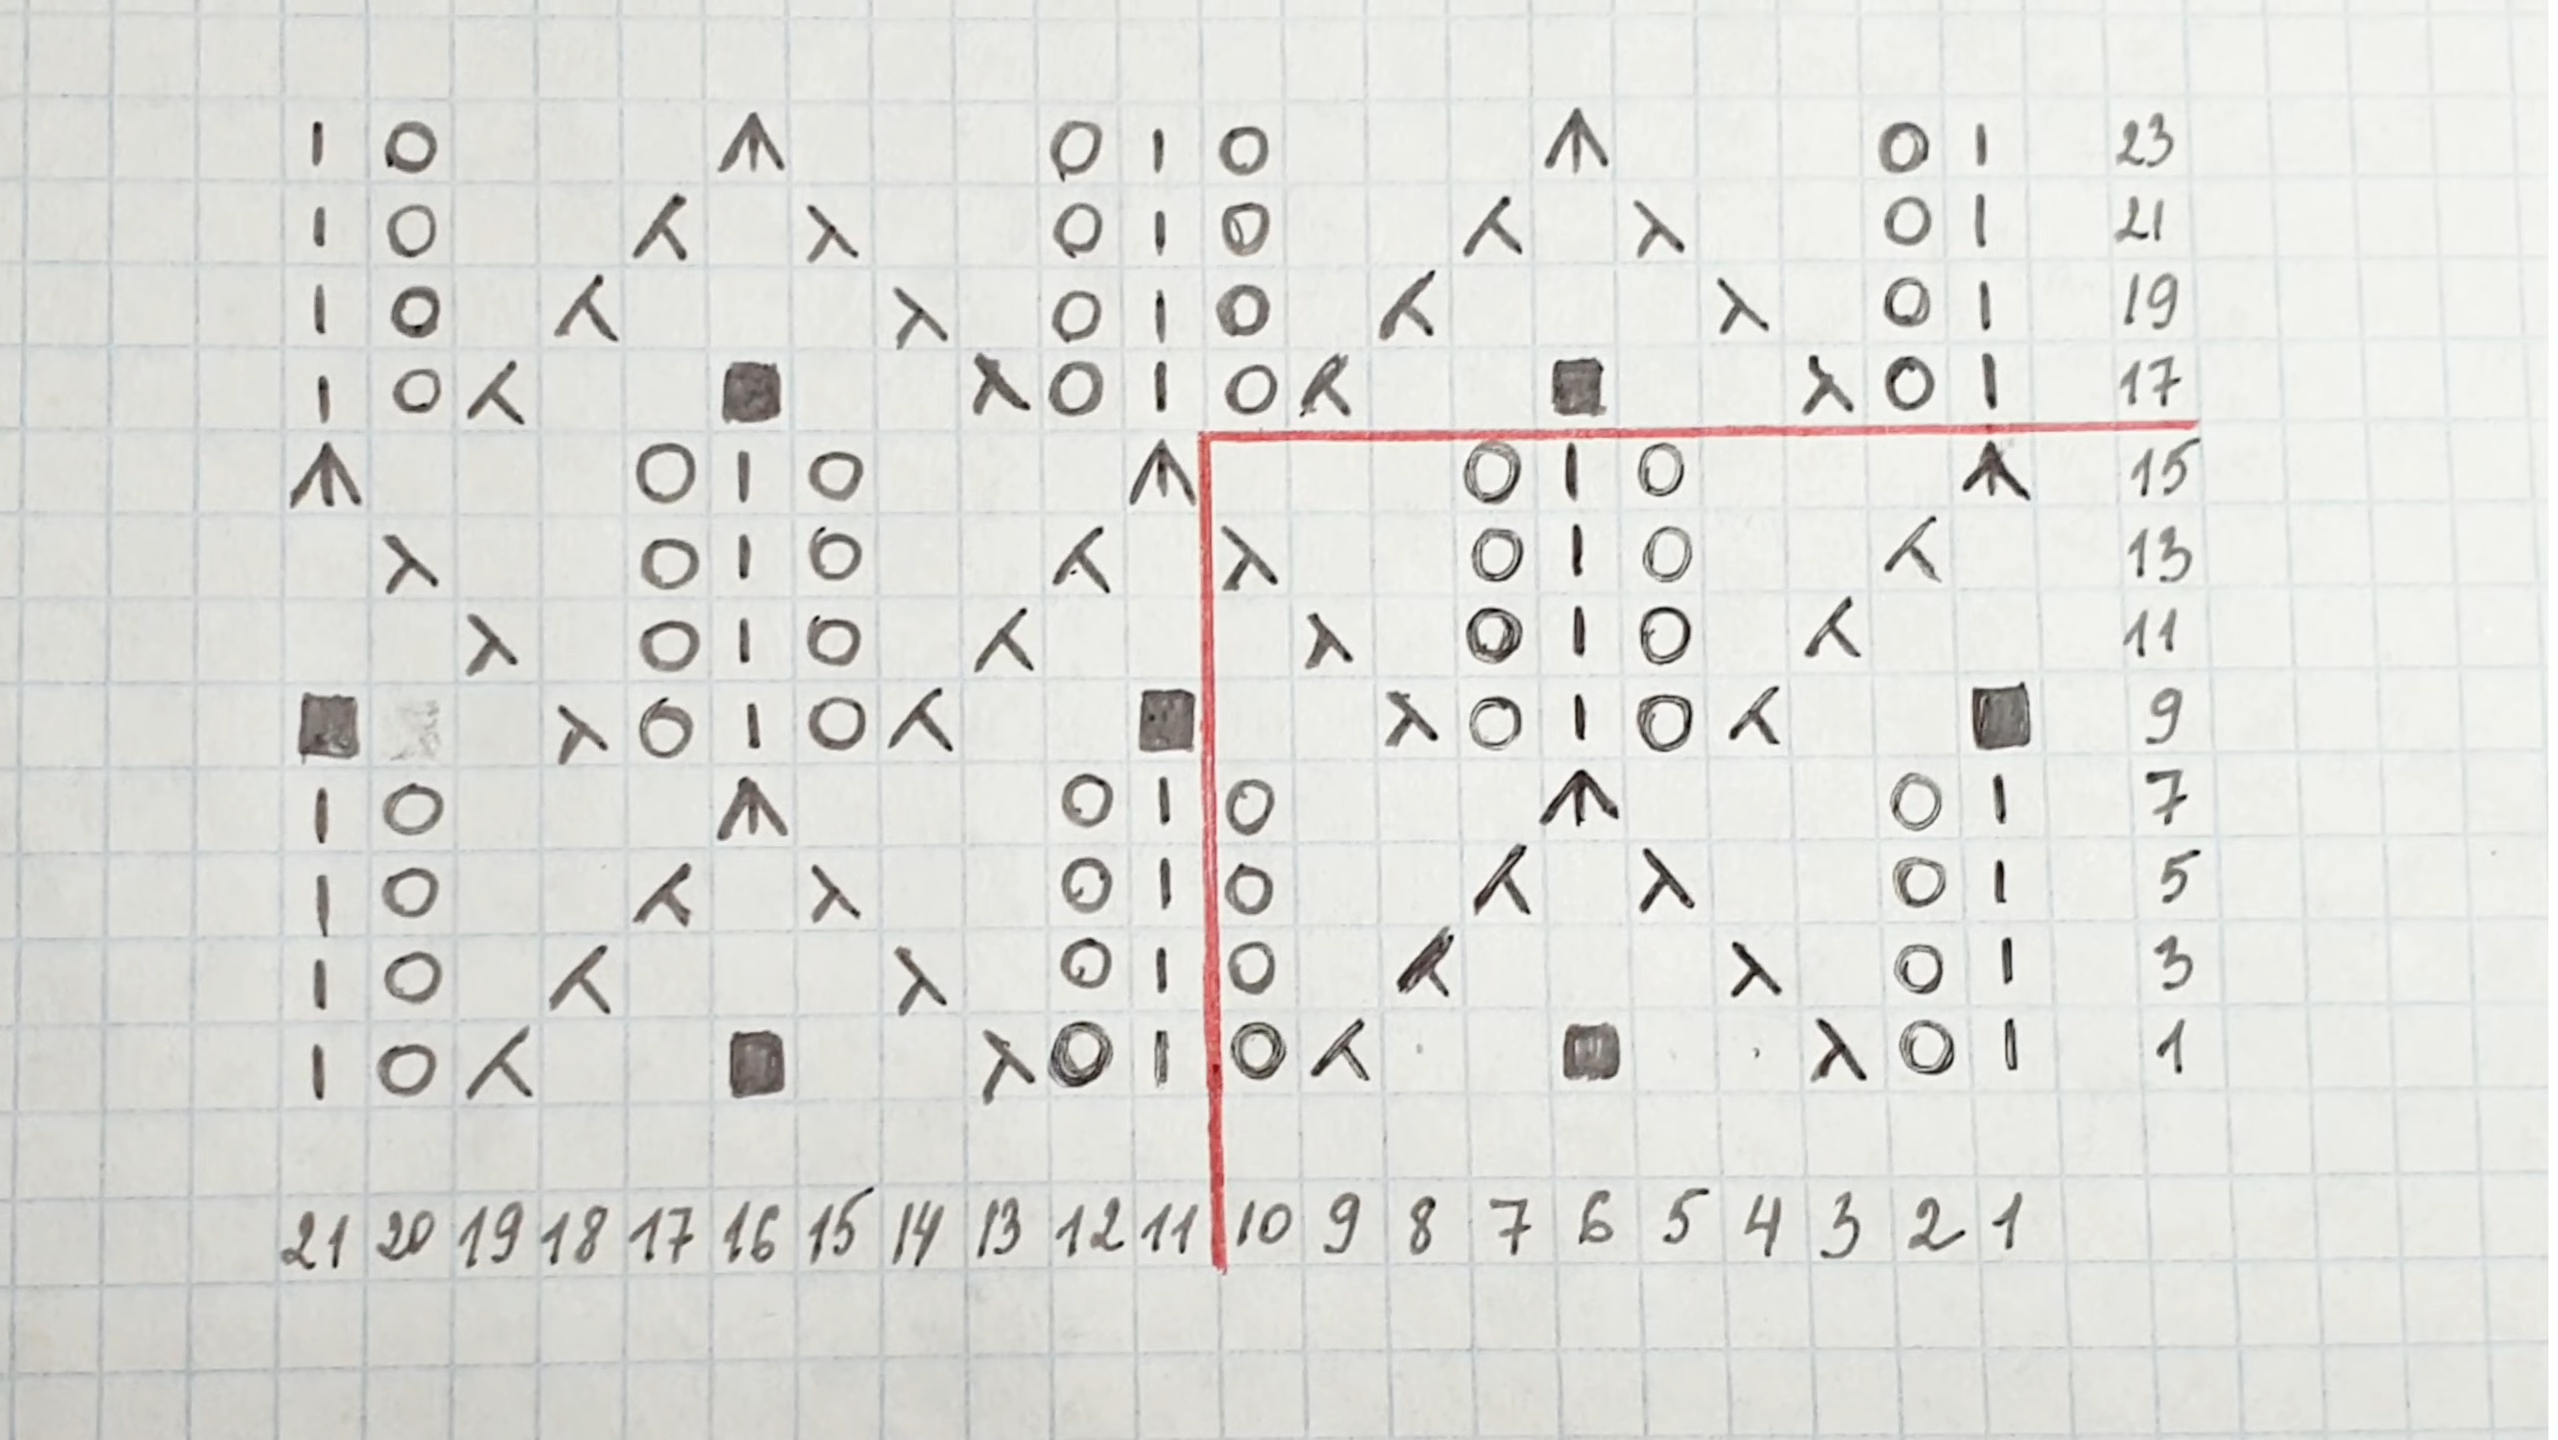 I O O I O O I 23
I O O I O O I 21
I O O I O O I 19
I O O I O O I 17
O I O O I O 15
O I O O I O 13
O I O O I O 11
O I O O I O 9
I O O I O O I 7
I O O I O O I 5
I O O I O O I 3
I O O I O O I 1
21 20 19 18 17 16 15 14 13 12 11 10 9 8 7 6 5 4 3 2 1